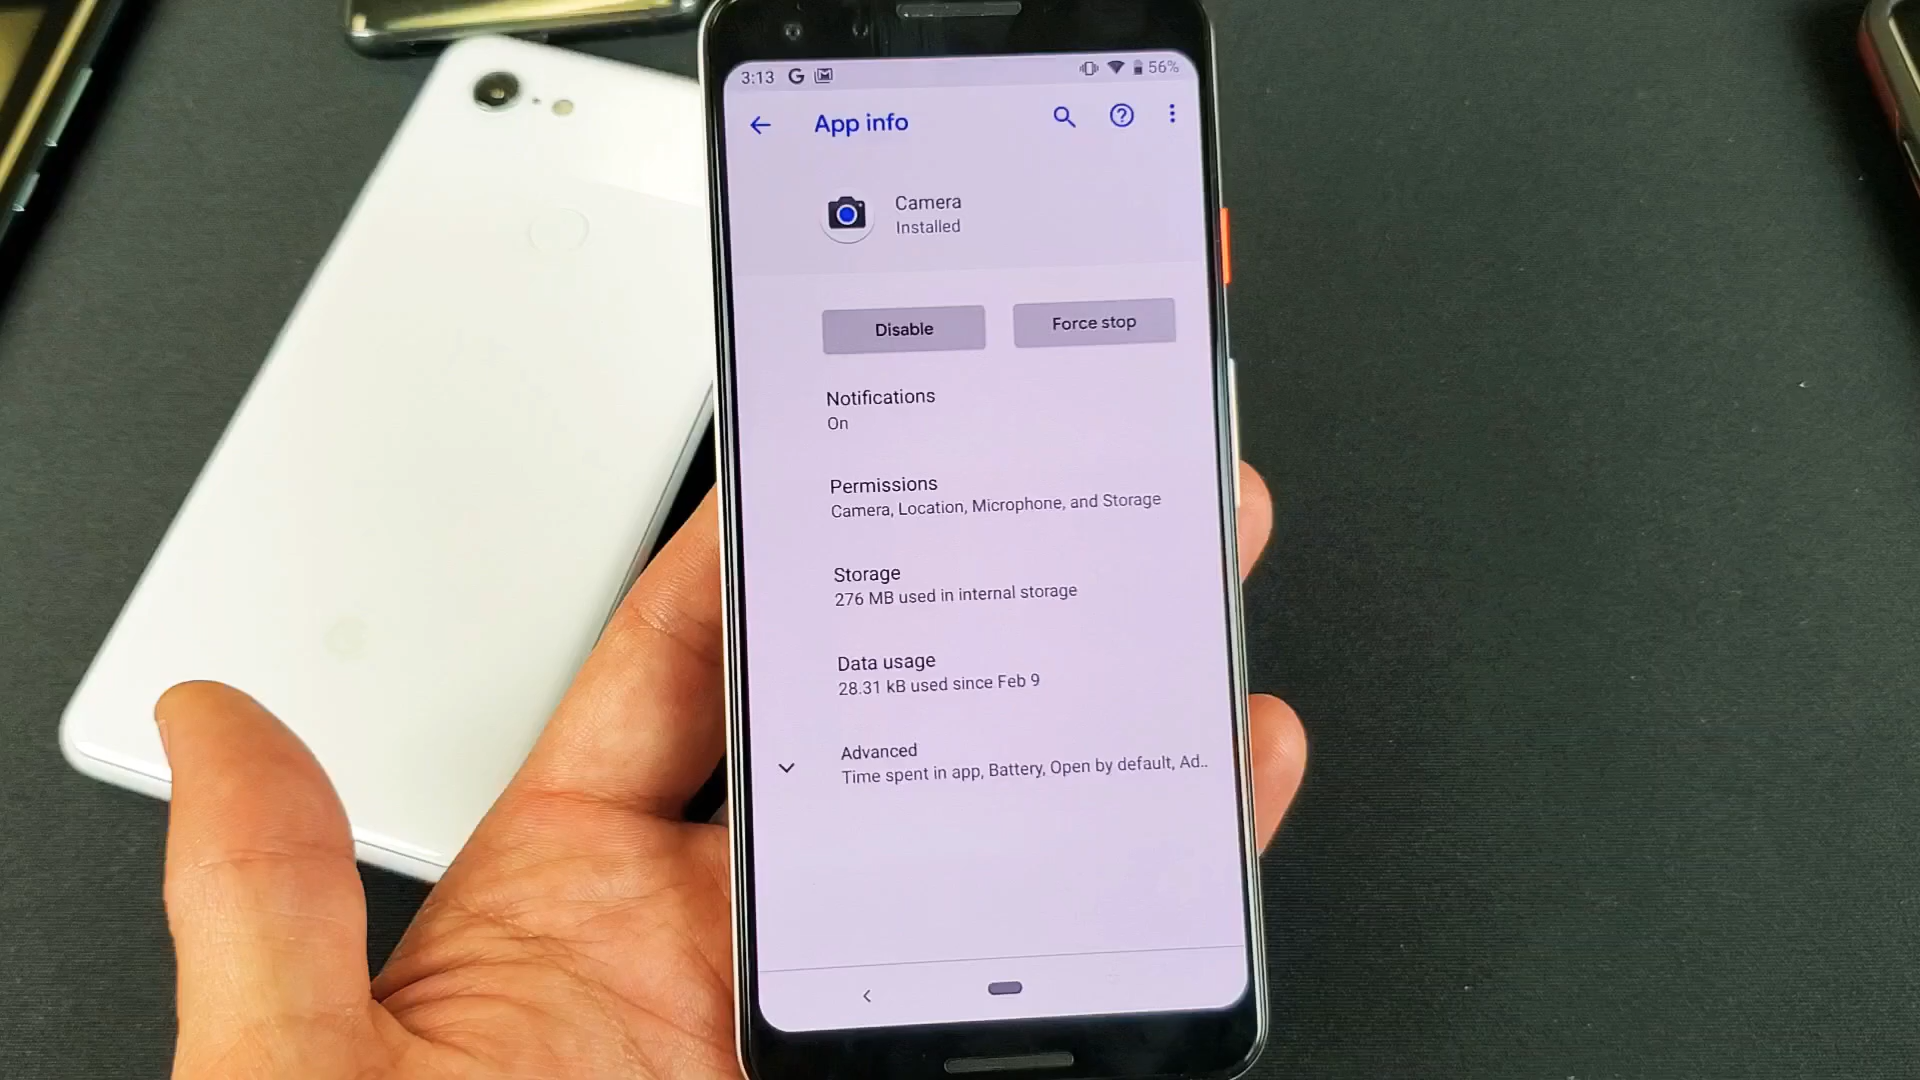 3:13 G M 56%
App info
Camera
Installed
Disable
Force stop
Notifications
On
Permissions
Camera, Location, Microphone, and Storage
Storage
276 MB used in internal storage
Data usage
28.31 kB used since Feb 9
Advanced
Time spent in app, Battery, Open by default, Ad..